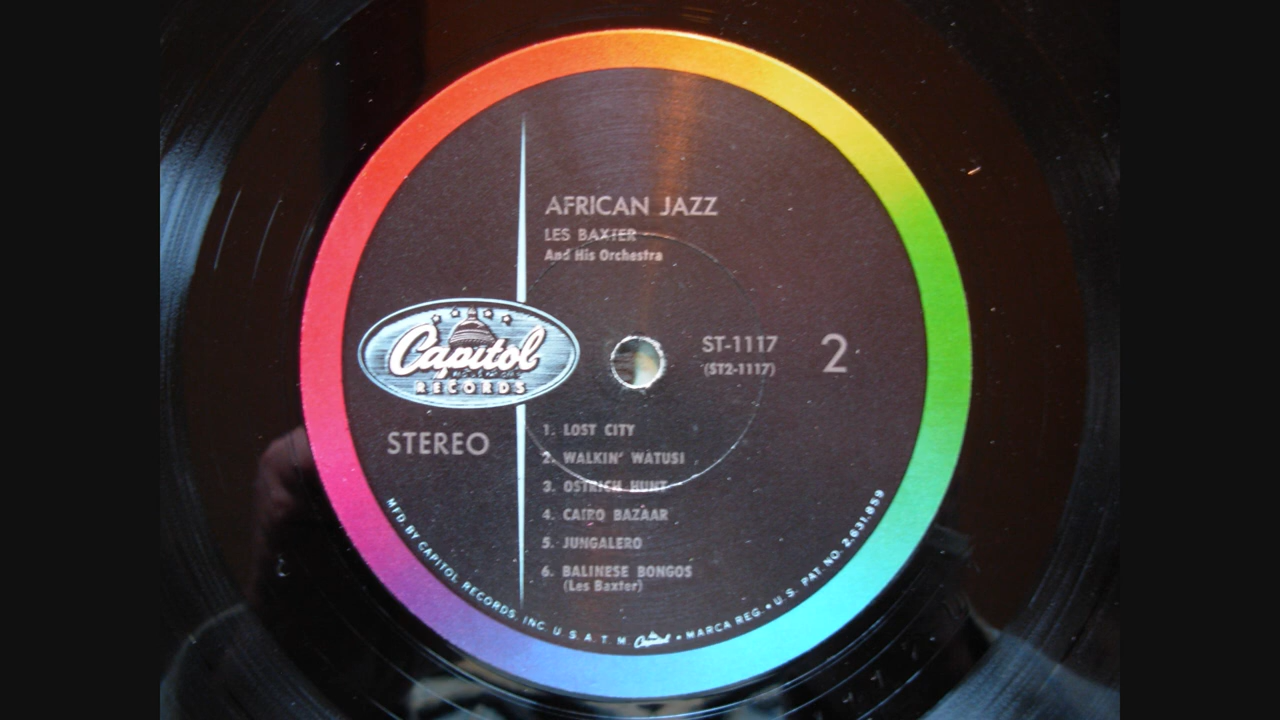 AFRICAN JAZZ
LES BAXTER
And His Orchestra
Capitol
RECORDS
ST-1117
(ST2-1117)
2
STEREO
1. LOST CITY
2. WALKIN' WATUSI
3. OSTRICH HUNT
4. CAIRO BAZAAR
5. JUNGALERO
6. BALINESE BONGOS
(Les Baxter)
MFD. BY CAPITOL RECORDS, INC. U.S.A. T.M. Capitol • MARCA REG. • U.S. PAT. NO. 2,631,859